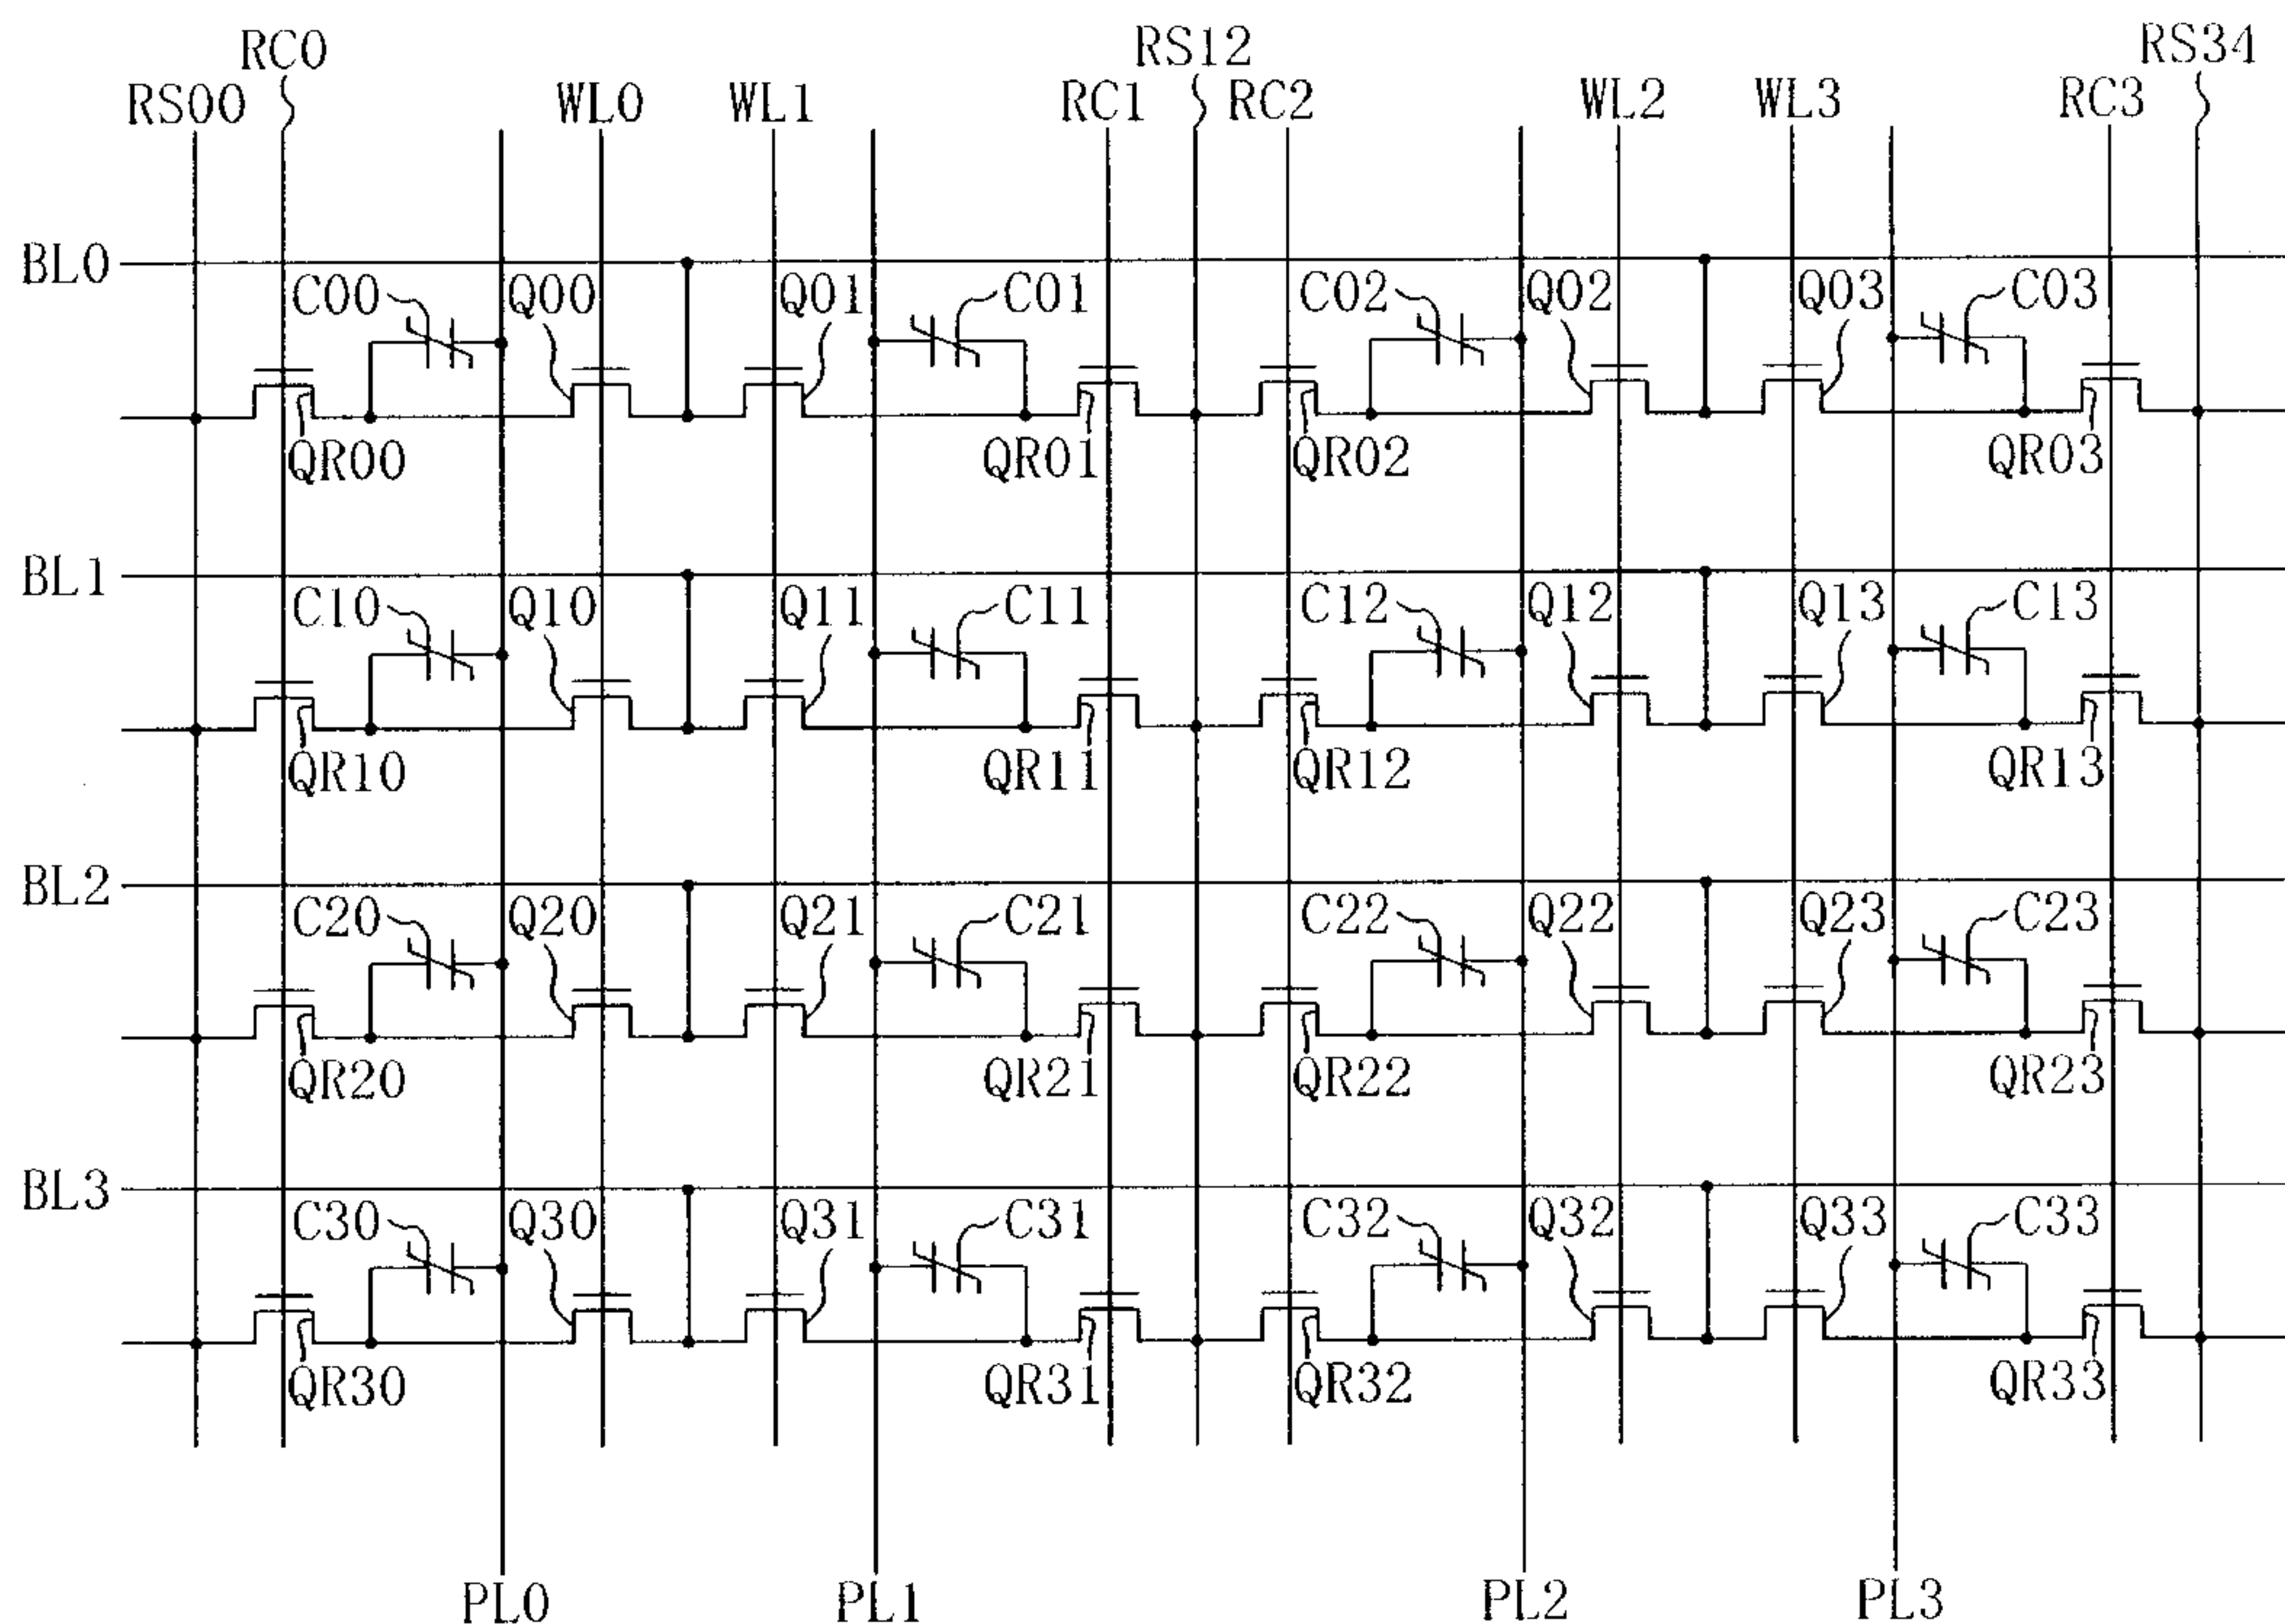 RC0 RS12 RS34
RS00 WL0 WL1 RC1 RC2 WL2 WL3 RC3
BL0
C00 Q00 Q01 C01 C02 Q02 Q03 C03
QR00 QR01 QR02 QR03
BL1
C10 Q10 Q11 C11 C12 Q12 Q13 C13
QR10 QR11 QR12 QR13
BL2
C20 Q20 Q21 C21 C22 Q22 Q23 C23
QR20 QR21 QR22 QR23
BL3
C30 Q30 Q31 C31 C32 Q32 Q33 C33
QR30 QR31 QR32 QR33
PL0 PL1 PL2 PL3